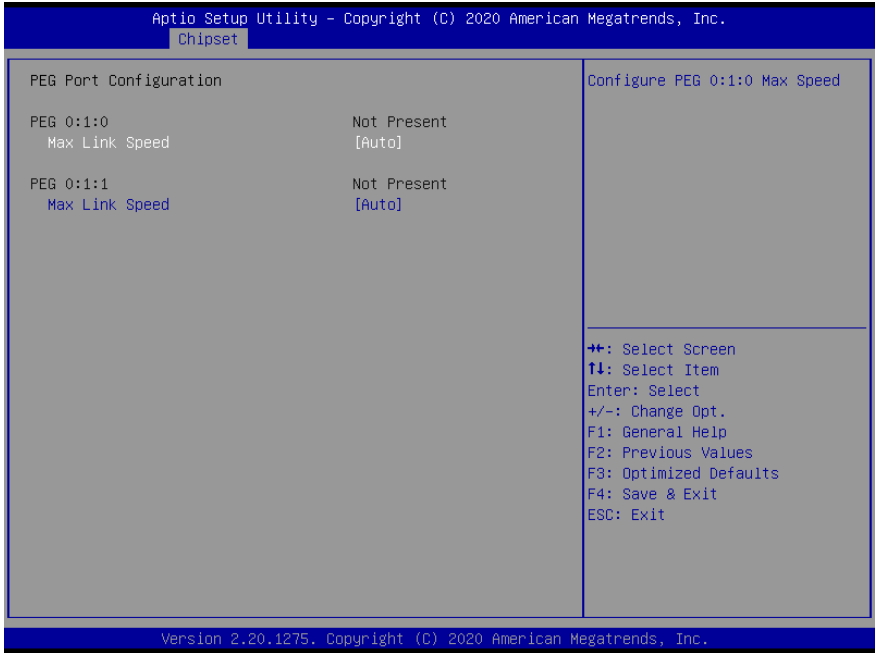 Aptio Setup Utility – Copyright (C) 2020 American Megatrends, Inc.
Chipset
PEG Port Configuration
PEG 0:1:0 Not Present
Max Link Speed [Auto]
PEG 0:1:1 Not Present
Max Link Speed [Auto]
Configure PEG 0:1:0 Max Speed
→←: Select Screen
↑↓: Select Item
Enter: Select
+/-: Change Opt.
F1: General Help
F2: Previous Values
F3: Optimized Defaults
F4: Save & Exit
ESC: Exit
Version 2.20.1275. Copyright (C) 2020 American Megatrends, Inc.